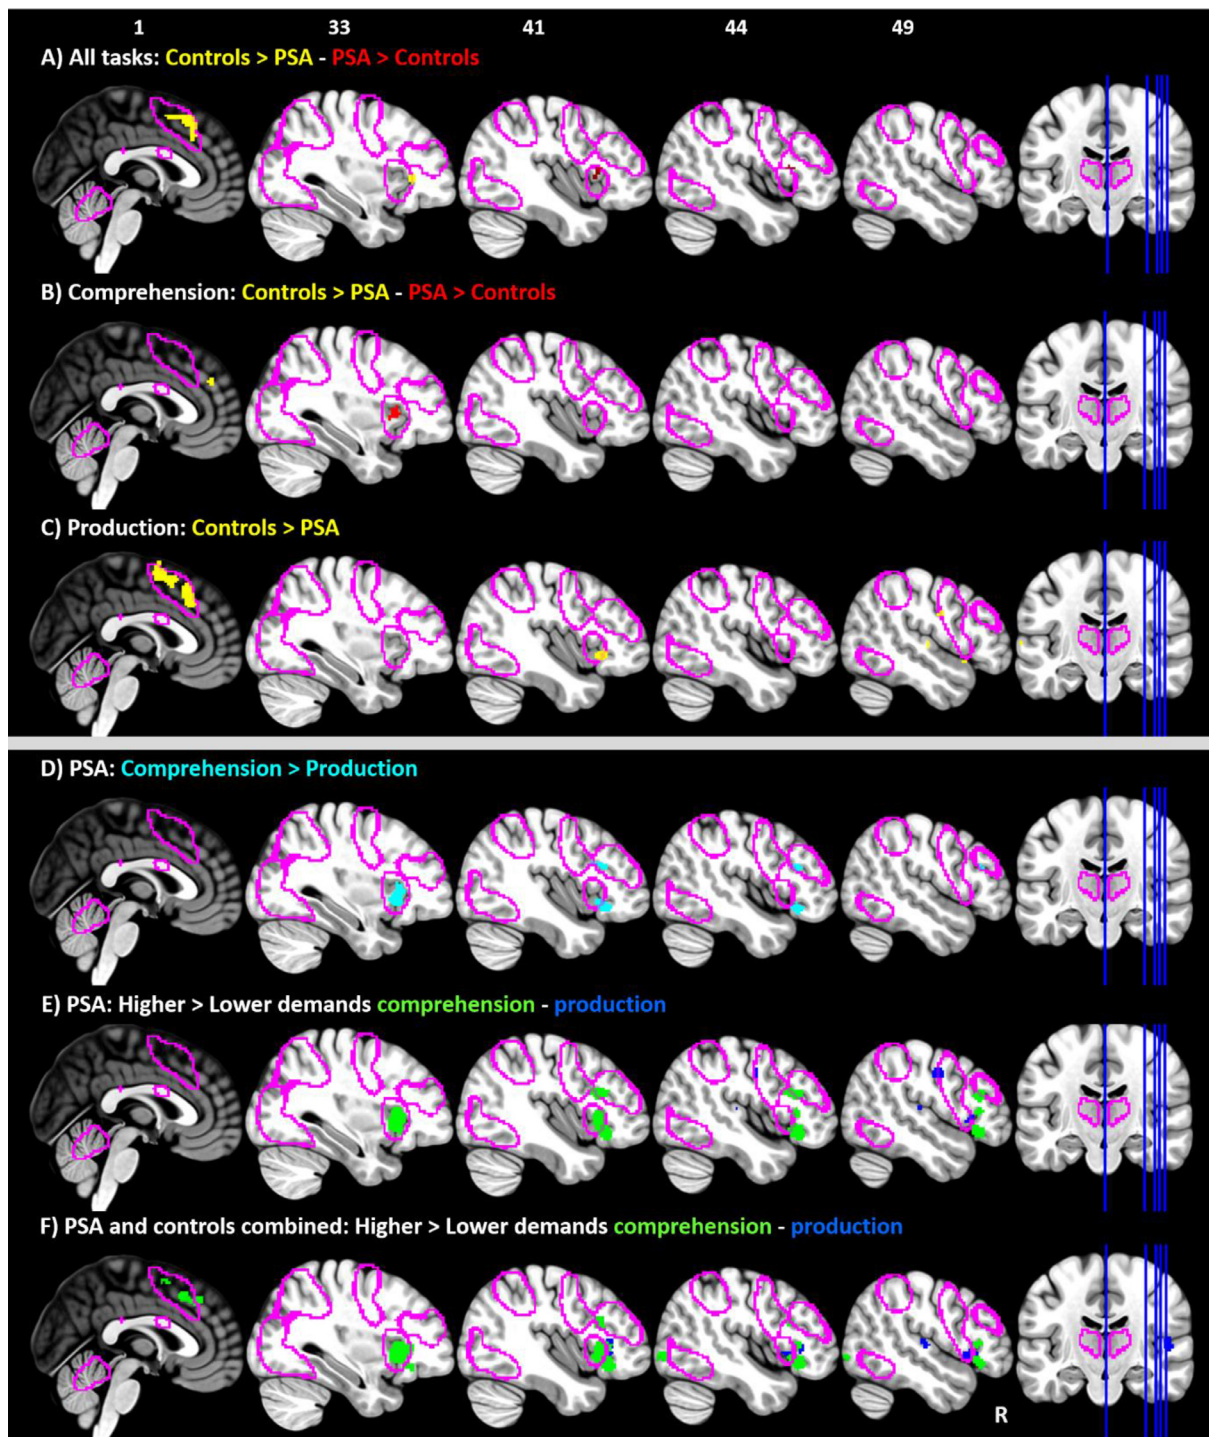 1 33 41 44 49
A) All tasks: Controls > PSA - PSA > Controls
B) Comprehension: Controls > PSA - PSA > Controls
C) Production: Controls > PSA
D) PSA: Comprehension > Production
E) PSA: Higher > Lower demands comprehension - production
F) PSA and controls combined: Higher > Lower demands comprehension - production
R